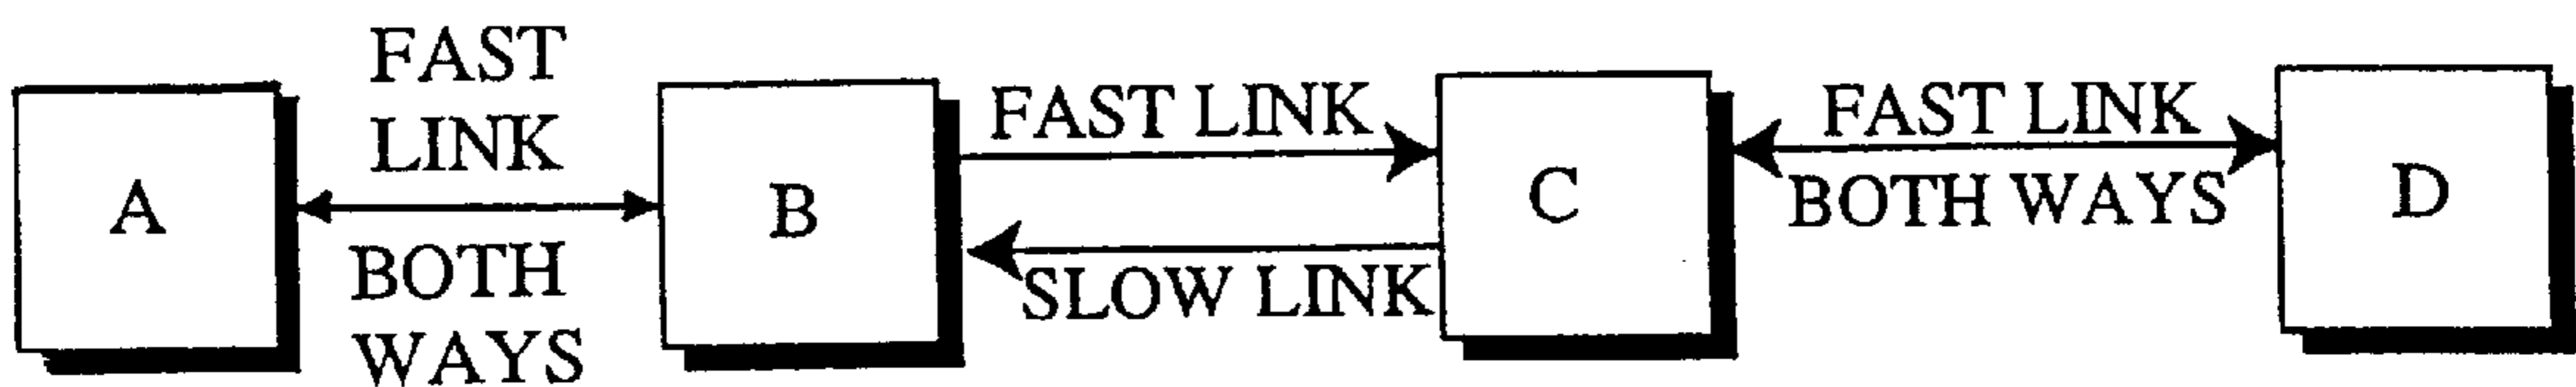 A
FAST
LINK
BOTH
WAYS
B
FAST LINK
SLOW LINK
C
FAST LINK
BOTH WAYS
D